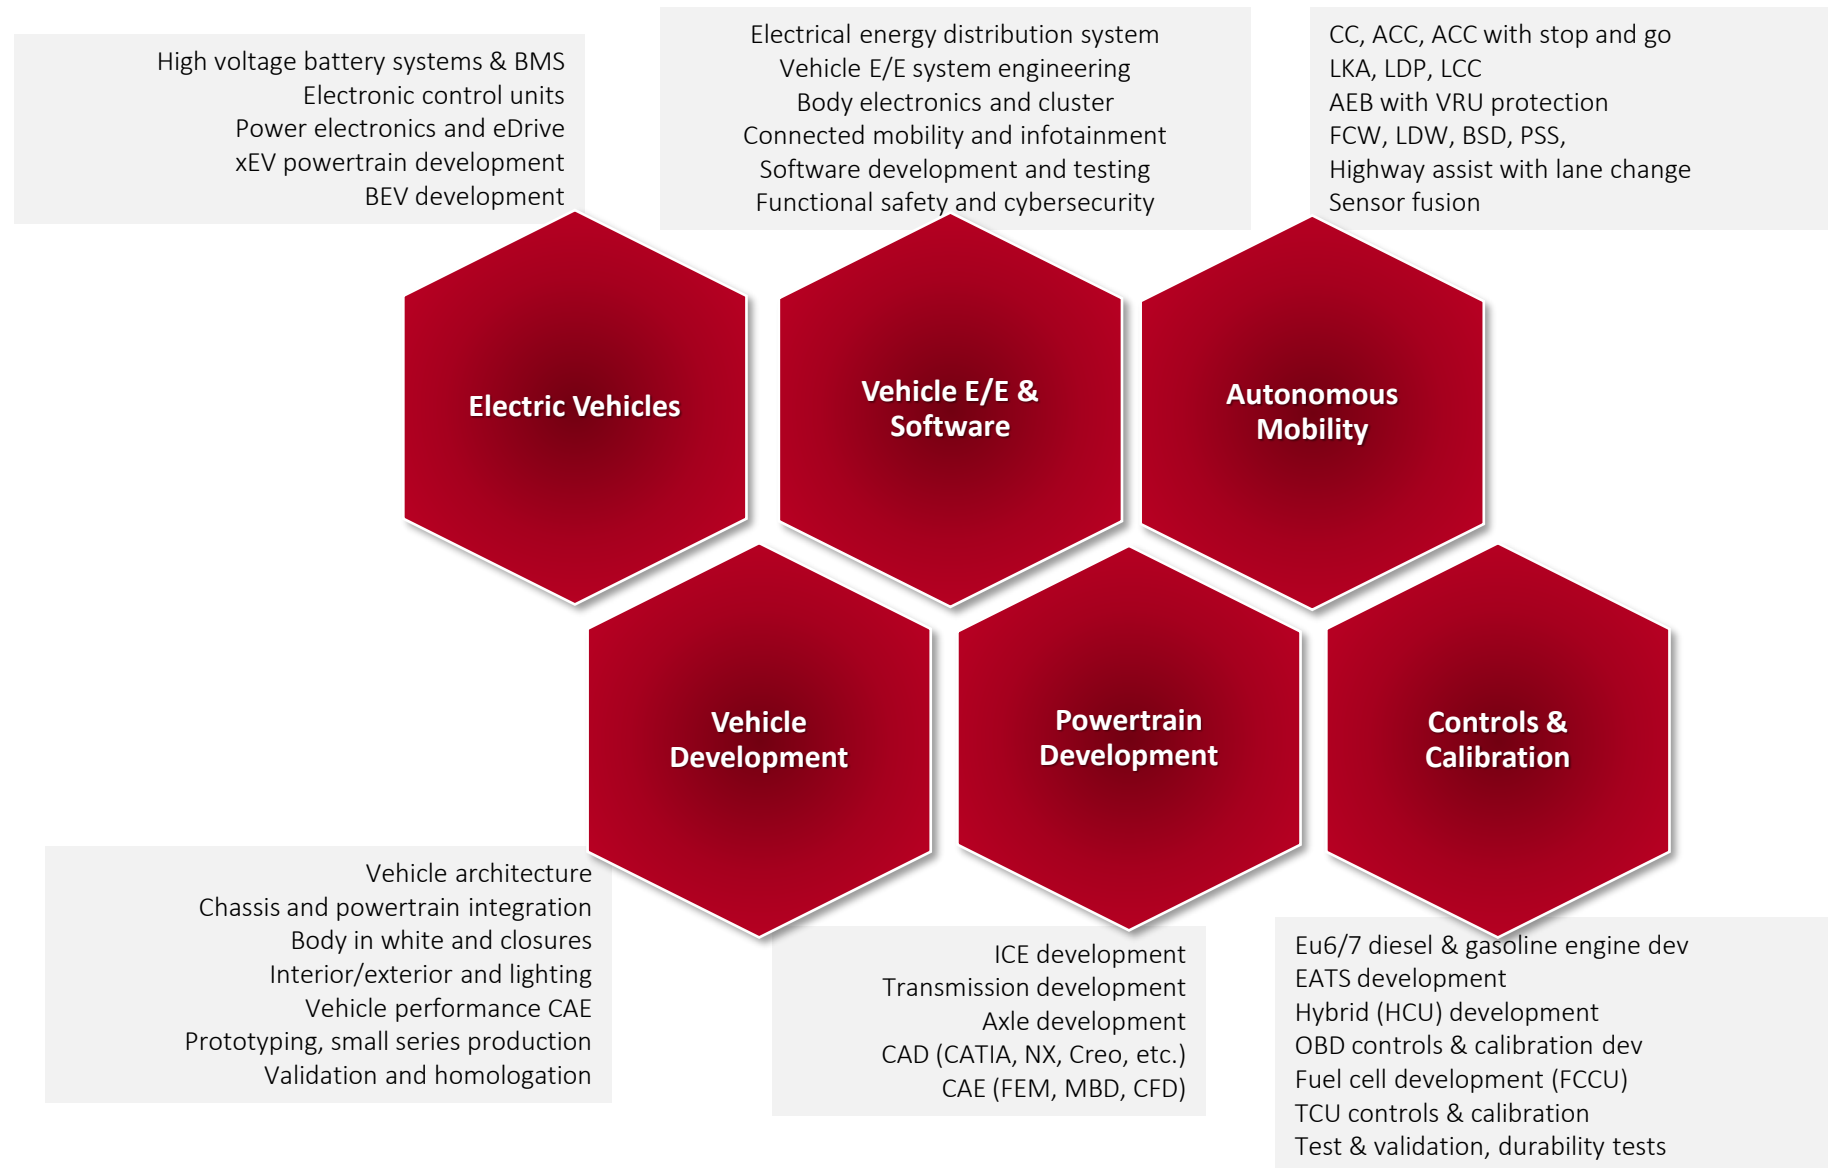 High voltage battery systems & BMS
Electronic control units
Power electronics and eDrive
xEV powertrain development
BEV development
Electrical energy distribution system
Vehicle E/E system engineering
Body electronics and cluster
Connected mobility and infotainment
Software development and testing
Functional safety and cybersecurity
CC, ACC, ACC with stop and go
LKA, LDP, LCC
AEB with VRU protection
FCW, LDW, BSD, PSS,
Highway assist with lane change
Sensor fusion
Electric Vehicles
Vehicle E/E &
Software
Autonomous
Mobility
Vehicle
Development
Powertrain
Development
Controls &
Calibration
Vehicle architecture
Chassis and powertrain integration
Body in white and closures
Interior/exterior and lighting
Vehicle performance CAE
Prototyping, small series production
Validation and homologation
ICE development
Transmission development
Axle development
CAD (CATIA, NX, Creo, etc.)
CAE (FEM, MBD, CFD)
Eu6/7 diesel & gasoline engine dev
EATS development
Hybrid (HCU) development
OBD controls & calibration dev
Fuel cell development (FCCU)
TCU controls & calibration
Test & validation, durability tests